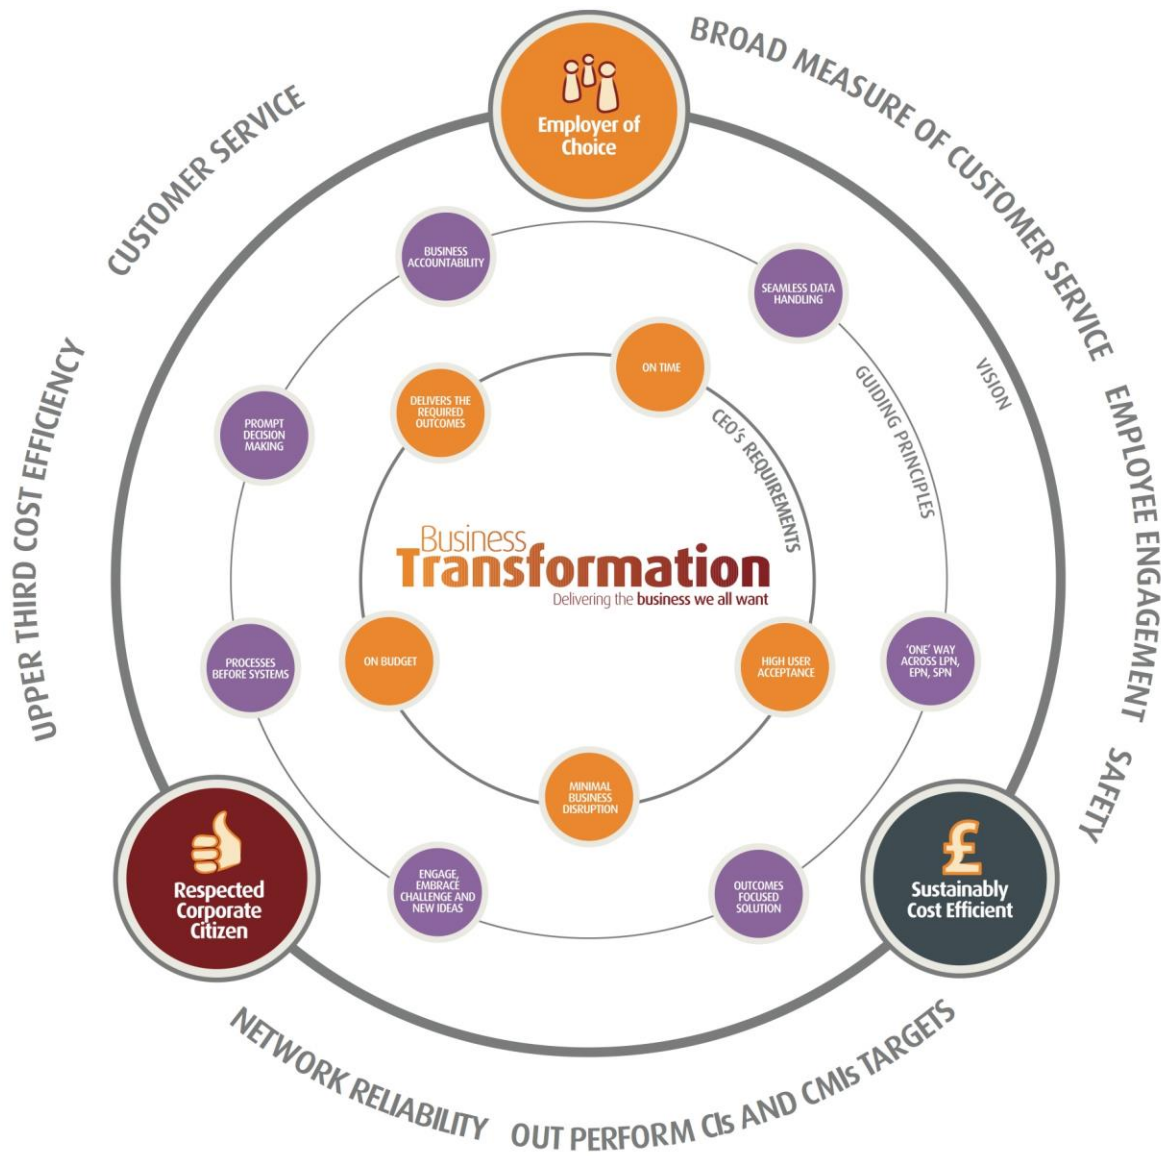 BROAD MEASURE OF CUSTOMER SERVICE
EMPLOYEE ENGAGEMENT
SAFETY
OUT PERFORM CIs AND CMIs TARGETS
NETWORK RELIABILITY
UPPER THIRD COST EFFICIENCY
CUSTOMER SERVICE
Employer of
Choice
VISION
Sustainably
Cost Efficient
Respected
Corporate
Citizen
BUSINESS
ACCOUNTABILITY
SEAMLESS DATA
HANDLING
GUIDING PRINCIPLES
'ONE' WAY
ACROSS LPN,
EPN, SPN
OUTCOMES
FOCUSED
SOLUTION
ENGAGE,
EMBRACE
CHALLENGE AND
NEW IDEAS
PROCESSES
BEFORE SYSTEMS
PROMPT
DECISION
MAKING
DELIVERS THE
REQUIRED
OUTCOMES
ON TIME
CEO'S REQUIREMENTS
HIGH USER
ACCEPTANCE
MINIMAL
BUSINESS
DISRUPTION
ON BUDGET
Business
Transformation
Delivering the business we all want
£